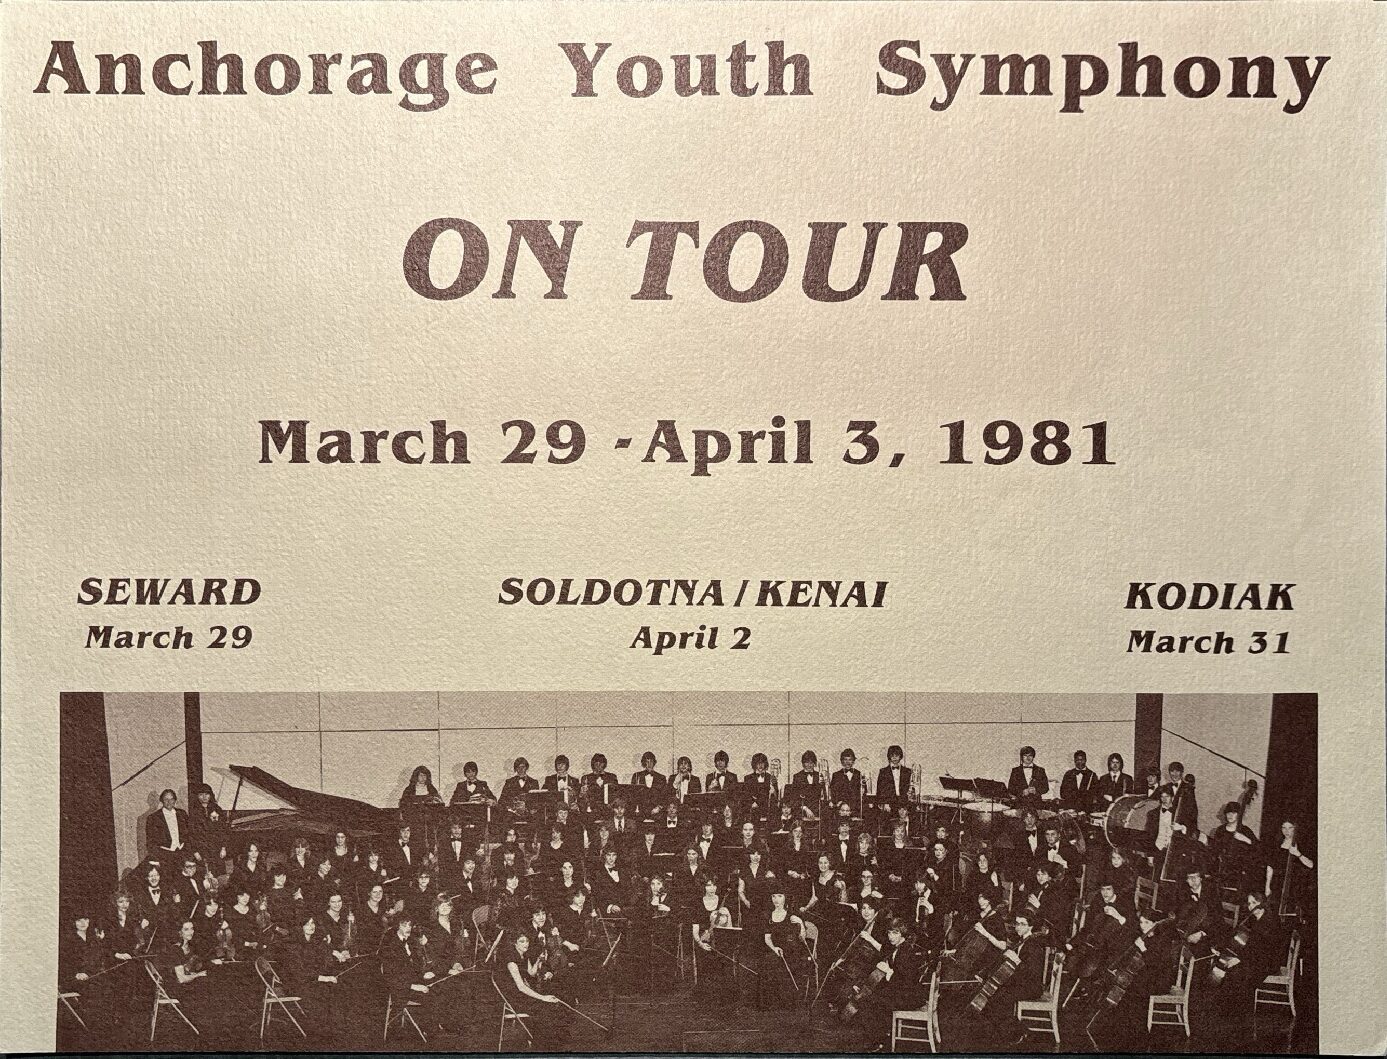 Anchorage Youth Symphony
ON TOUR
March 29 - April 3, 1981
SEWARD
March 29
SOLDOTNA / KENAI
April 2
KODIAK
March 31